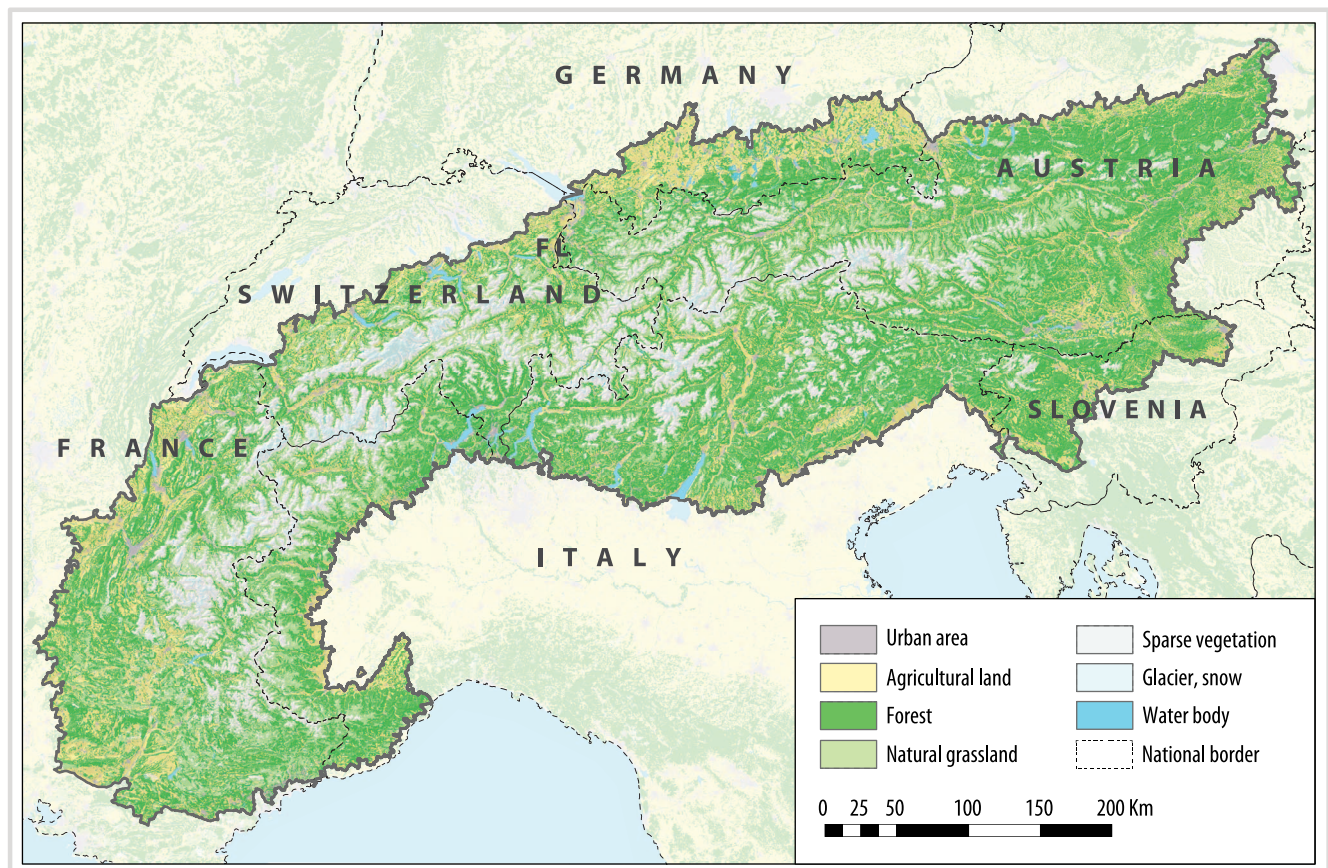 GERMANY
AUSTRIA
FL
SWITZERLAND
SLOVENIA
FRANCE
ITALY
Urban area
Agricultural land
Forest
Natural grassland
Sparse vegetation
Glacier, snow
Water body
National border
0 25 50 100 150 200 Km